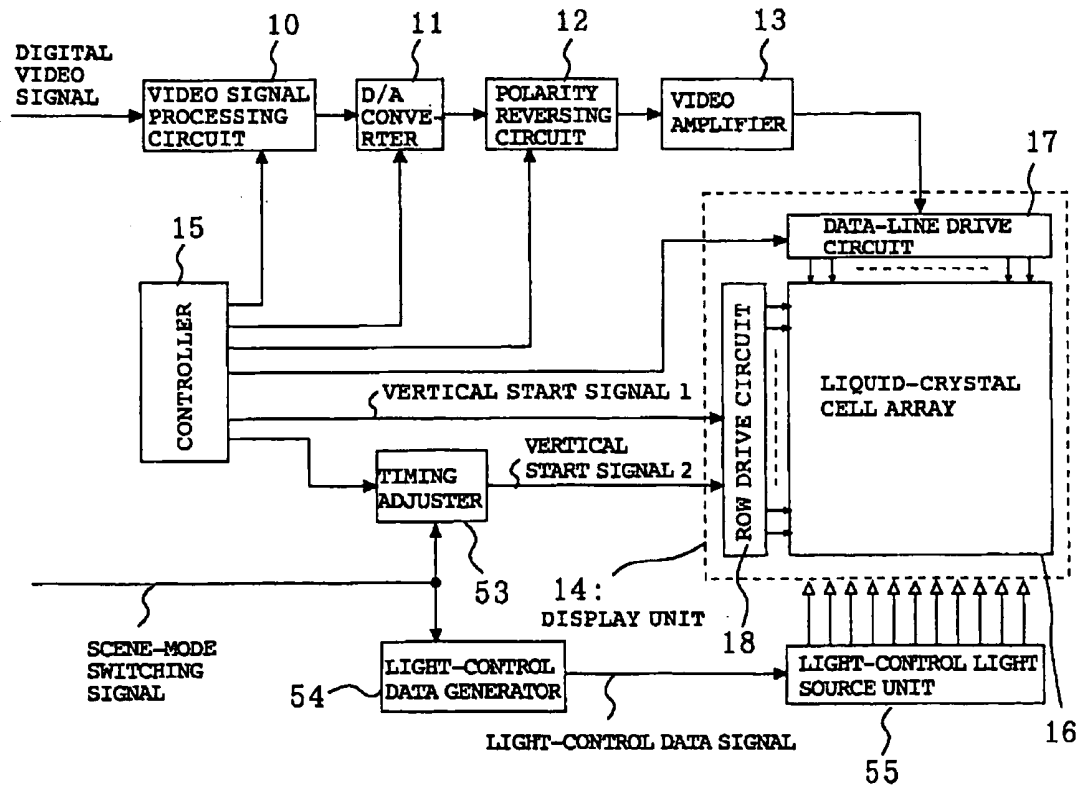 10
11
12
13
DIGITAL
VIDEO
SIGNAL
VIDEO SIGNAL
PROCESSING
CIRCUIT
D/A
CONVE-
RTER
POLARITY
REVERSING
CIRCUIT
VIDEO
AMPLIFIER
17
DATA-LINE DRIVE
CIRCUIT
15
CONTROLLER
ROW DRIVE CIRCUIT
LIQUID-CRYSTAL
CELL ARRAY
VERTICAL START SIGNAL 1
VERTICAL
START SIGNAL 2
TIMING
ADJUSTER
53
14:
DISPLAY UNIT
18
SCENE-MODE
SWITCHING
SIGNAL
54
LIGHT-CONTROL
DATA GENERATOR
LIGHT-CONTROL LIGHT
SOURCE UNIT
16
LIGHT-CONTROL DATA SIGNAL
55